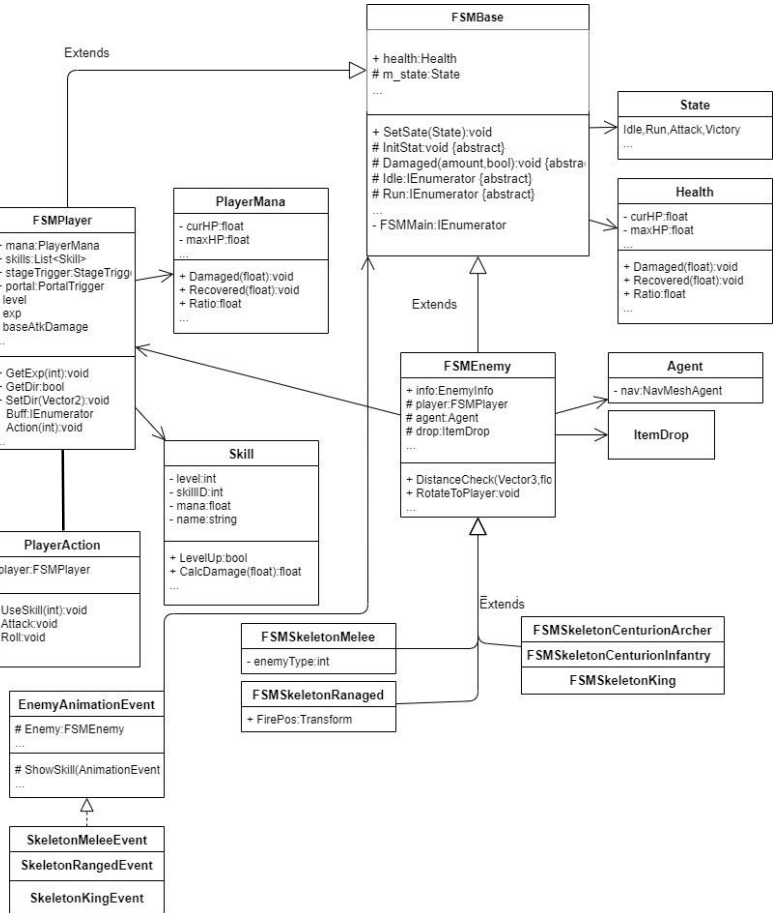 FSMBase
+ health:Health
# m_state:State
...
+ SetSate(State):void
# InitStat:void {abstract}
# Damaged(amount,bool):void {abstra
# Idle:IEnumerator {abstract}
# Run:IEnumerator {abstract}
...
- FSMMain:IEnumerator
Extends
State
Idle,Run,Attack,Victory
...
Health
- curHP:float
- maxHP:float
...
+ Damaged(float):void
+ Recovered(float):void
+ Ratio:float
...
PlayerMana
- curHP:float
- maxHP:float
...
+ Damaged(float):void
+ Recovered(float):void
+ Ratio:float
...
FSMPlayer
+ mana:PlayerMana
- skills:List<Skill>
+ stageTrigger:StageTrigg
+ portal:PortalTrigger
level
exp
baseAtkDamage
...
+ GetExp(int):void
+ GetDir:bool
+ SetDir(Vector2):void
Buff:IEnumerator
Action(int):void
...
Extends
FSMEnemy
+ info:EnemyInfo
# player:FSMPlayer
# agent:Agent
# drop:ItemDrop
...
+ DistanceCheck(Vector3,flo
+ RotateToPlayer:void
...
Agent
- nav:NavMeshAgent
ItemDrop
Skill
- level:int
- skillID:int
- mana:float
- name:string
+ LevelUp:bool
+ CalcDamage(float):float
...
PlayerAction
player:FSMPlayer
UseSkill(int):void
Attack:void
Roll:void
Extends
FSMSkeletonMelee
- enemyType:int
FSMSkeletonRanaged
+ FirePos:Transform
FSMSkeletonCenturionArcher
FSMSkeletonCenturionInfantry
FSMSkeletonKing
EnemyAnimationEvent
# Enemy:FSMEnemy
...
# ShowSkill(AnimationEvent
...
SkeletonMeleeEvent
SkeletonRangedEvent
SkeletonKingEvent